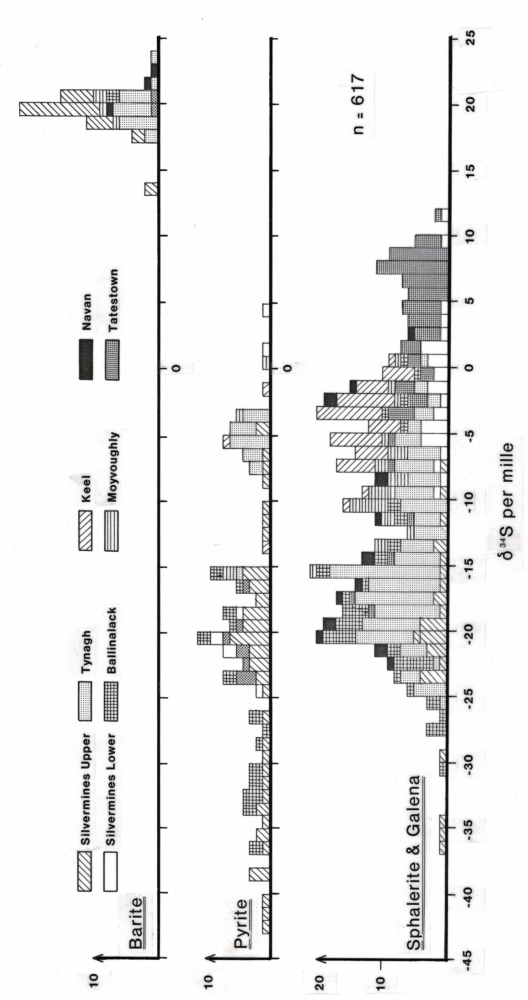 Silvermines Upper
Tynagh
Keel
Navan
Silvermines Lower
Ballinalack
Moyvoughly
Tatestown
10
Barite
0
10
Pyrite
0
20
10
n = 617
Sphalerite & Galena
-45 -40 -35 -30 -25 -20 -15 -10 -5 0 5 10 15 20 25
δ ³⁴S per mille